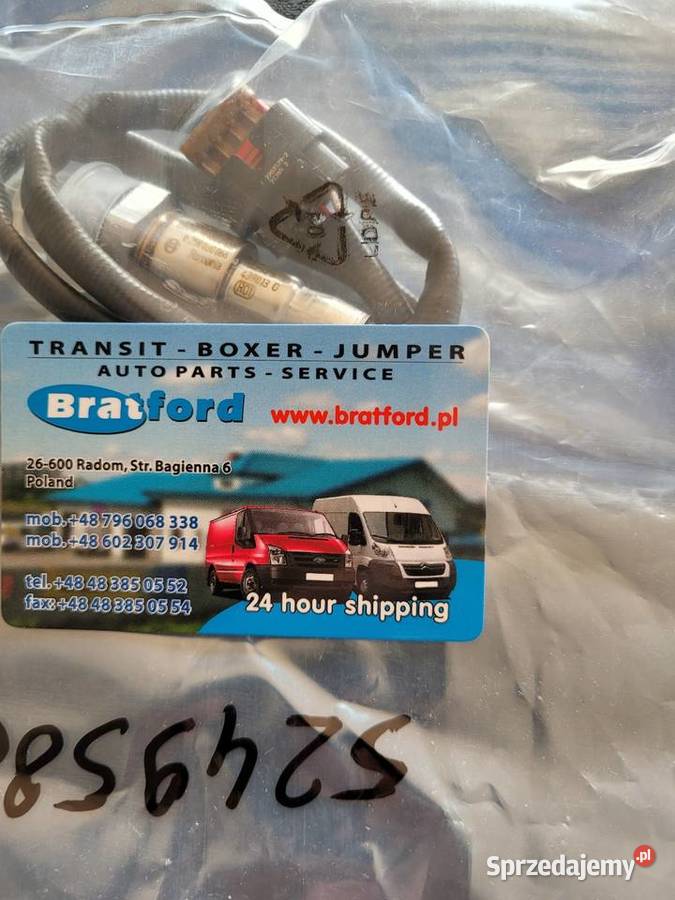 LDPE
TRANSIT - BOXER - JUMPER
AUTO PARTS - SERVICE
Bratford
www.bratford.pl
26-600 Radom, Str. Bagienna 6
Poland
mob.+48 796 068 338
mob.+48 602 307 914
tel. +48 48 385 05 52
fax: +48 48 385 05 54
24 hour shipping
Sprzedajemy.pl